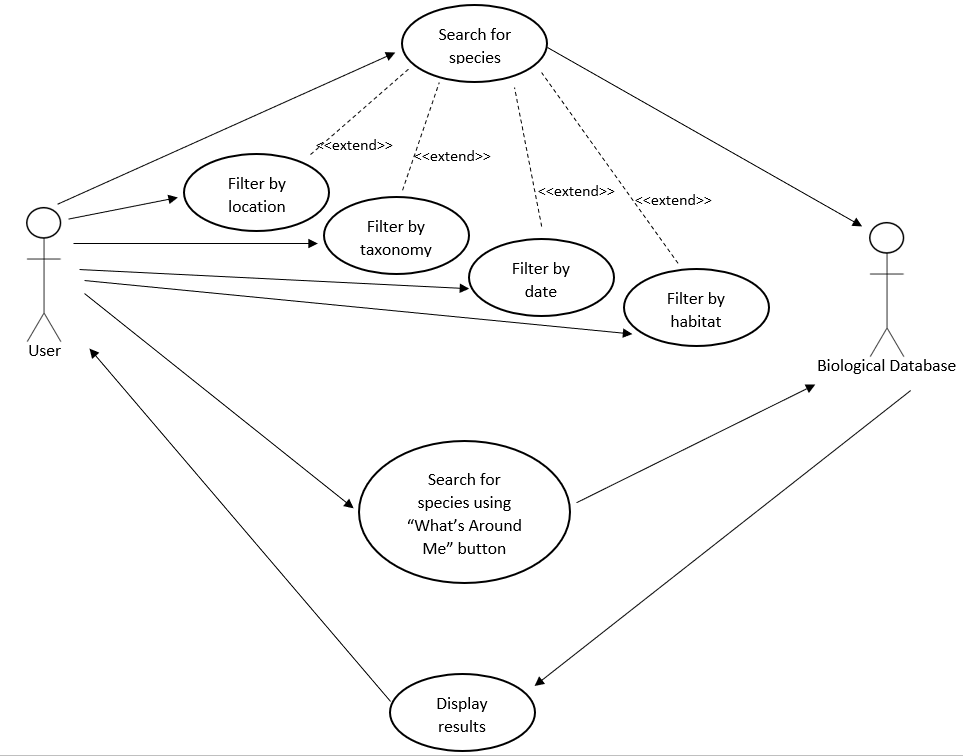 Search for
species
<<extend>>
<<extend>>
<<extend>>
<<extend>>
Filter by
location
Filter by
taxonomy
Filter by
date
Filter by
habitat
User
Biological Database
Search for
species using
“What’s Around
Me” button
Display
results